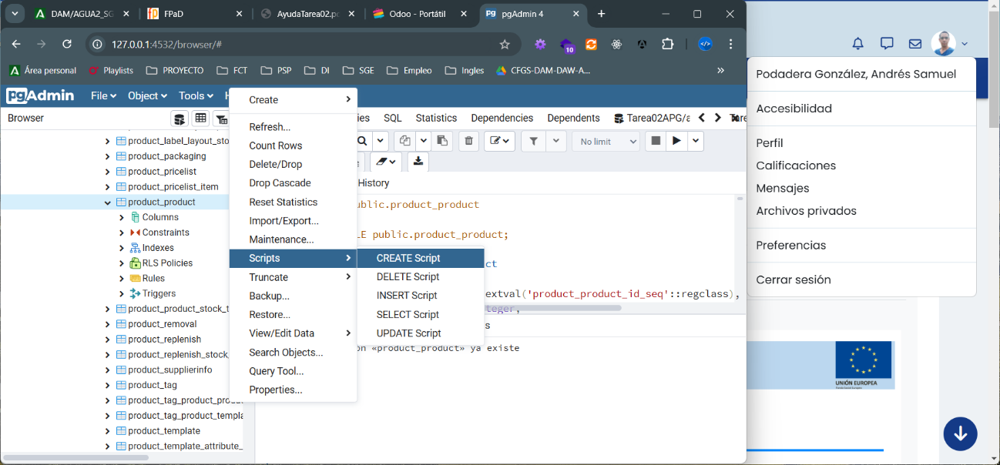 DAM/AGUA2_SG
FPaD
AyudaTarea02.pd
Odoo - Portátil
pgAdmin 4
127.0.0.1:4532/browser/#
10
Área personal
Playlists
PROYECTO
FCT
PSP
DI
SGE
Empleo
Ingles
CFGS-DAM-DAW-A...
»
pgAdmin
File
Object
Tools
H
Browser
ies
SQL
Statistics
Dependencies
Dependents
Tarea02APG/a
Tare
product_label_layout_sto
product_packaging
product_pricelist
product_pricelist_item
product_product
Columns
Constraints
Indexes
RLS Policies
Rules
Triggers
product_product_stock_t
product_removal
product_replenish
product_replenish_stock_
product_supplierinfo
product_tag
product_tag_product_produ
product_tag_product_templa
product_template
product_template_attribute_
Create
Refresh...
Count Rows
Delete/Drop
Drop Cascade
Reset Statistics
Import/Export...
Maintenance...
Scripts
Truncate
Backup...
Restore...
View/Edit Data
Search Objects...
Query Tool...
Properties...
CREATE Script
DELETE Script
INSERT Script
SELECT Script
UPDATE Script
No limit
History
ublic.product_product
LE public.product_product;
ct
extval('product_product_id_seq'::regclass),
teger,
s
ón «product_product» ya existe
Podadera González, Andrés Samuel
Accesibilidad
Perfil
Calificaciones
Mensajes
Archivos privados
Preferencias
Cerrar sesión
UNIÓN EUROPEA